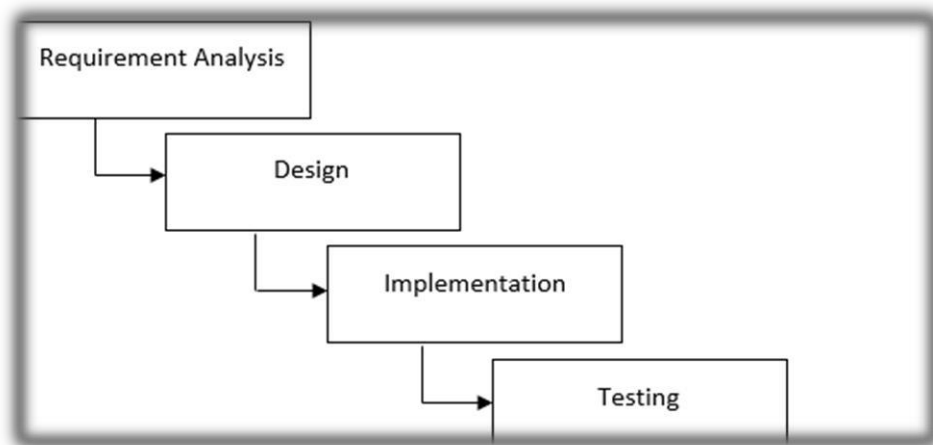 Requirement Analysis
Design
Implementation
Testing